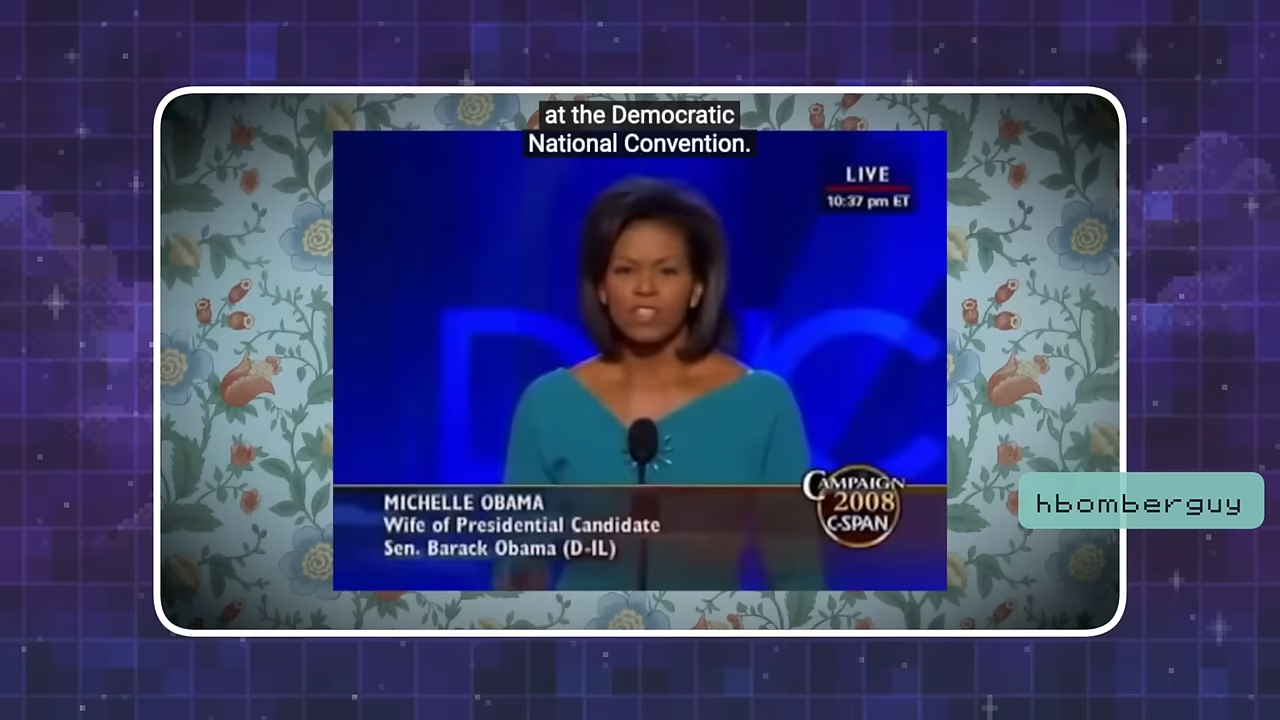 at the Democratic
National Convention.
LIVE
10:37 pm ET
DNC
MICHELLE OBAMA
Wife of Presidential Candidate
Sen. Barack Obama (D-IL)
CAMPAIGN
2008
C-SPAN
hbomberguy